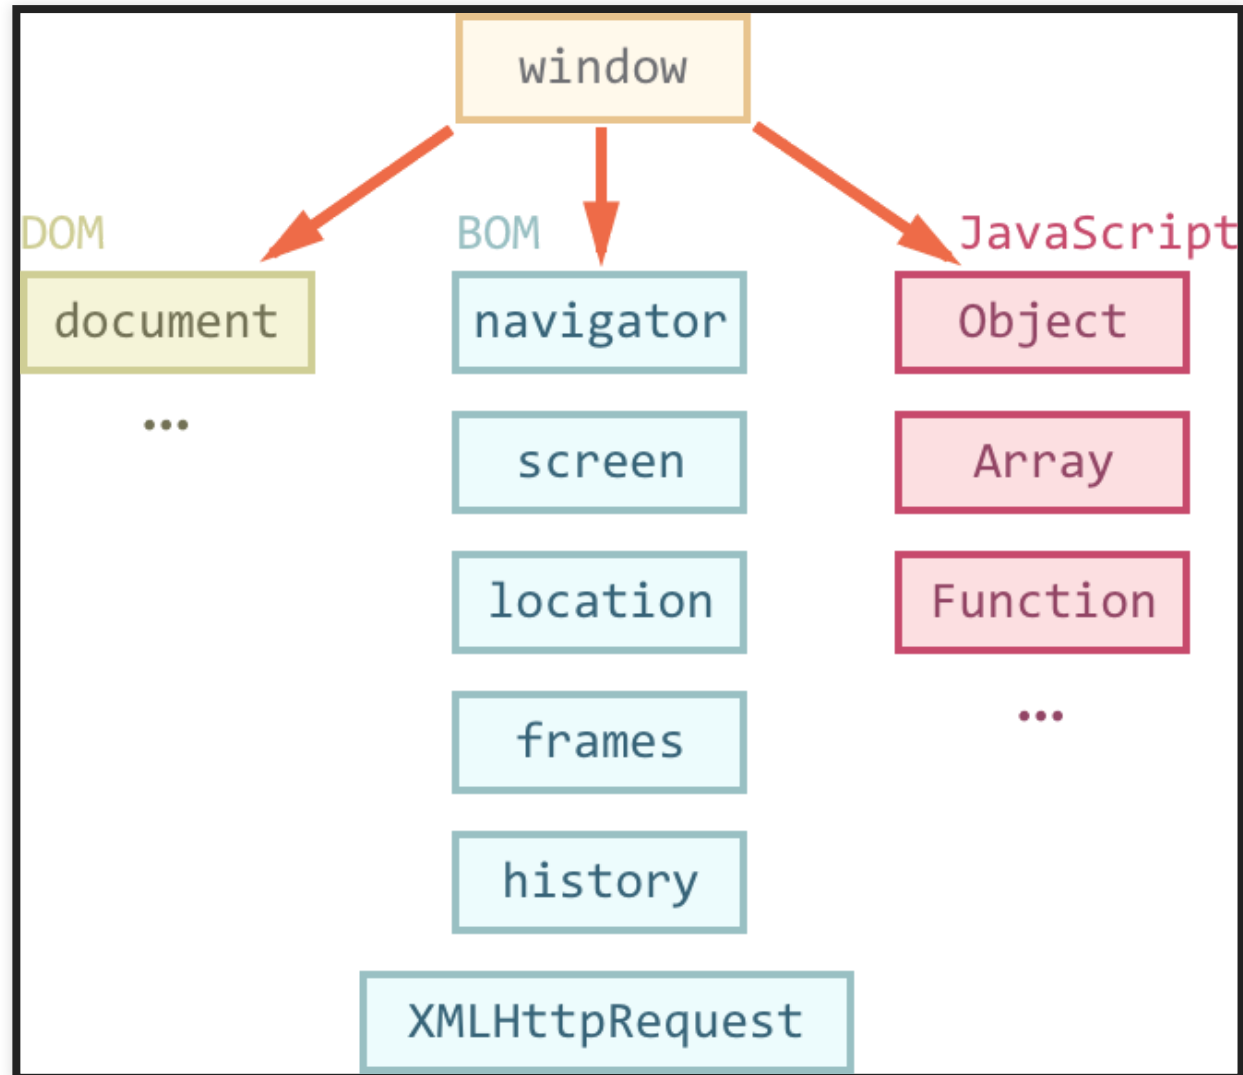 window
DOM
BOM
JavaScript
document
navigator
Object
...
screen
Array
location
Function
frames
...
history
XMLHttpRequest